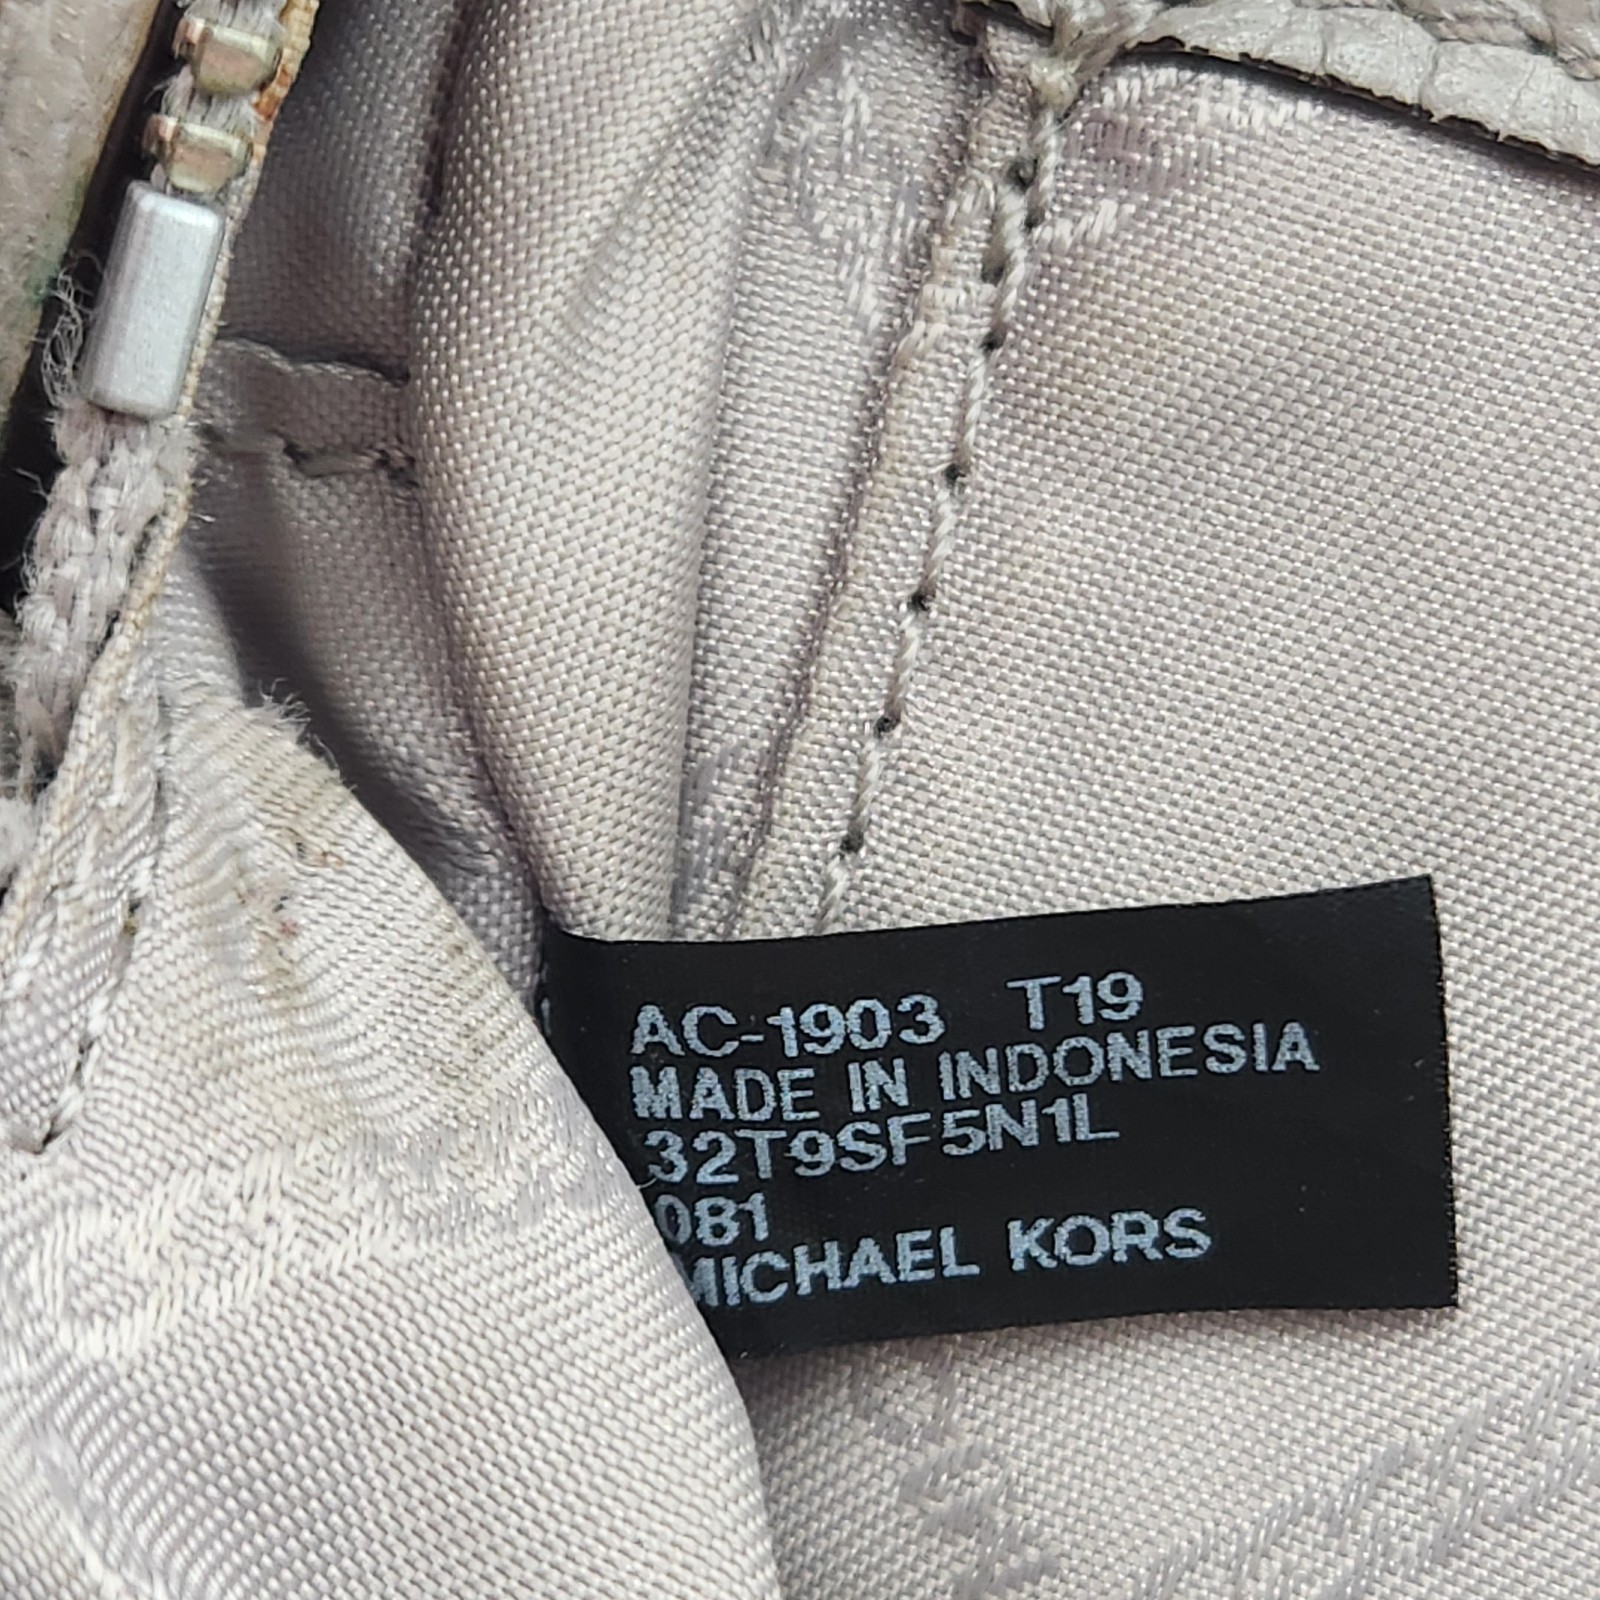 AC-1903 T19
MADE IN INDONESIA
32T9SF5N1L
081
MICHAEL KORS